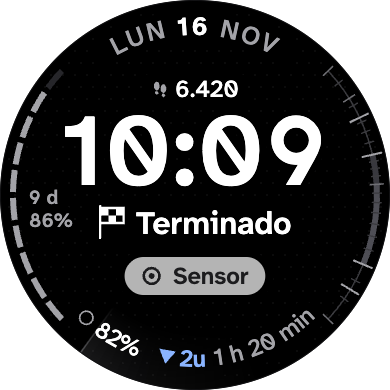 LUN 16 NOV
6.420
10:09
9 d
86%
Terminado
Sensor
82%
2u 1 h 20 min